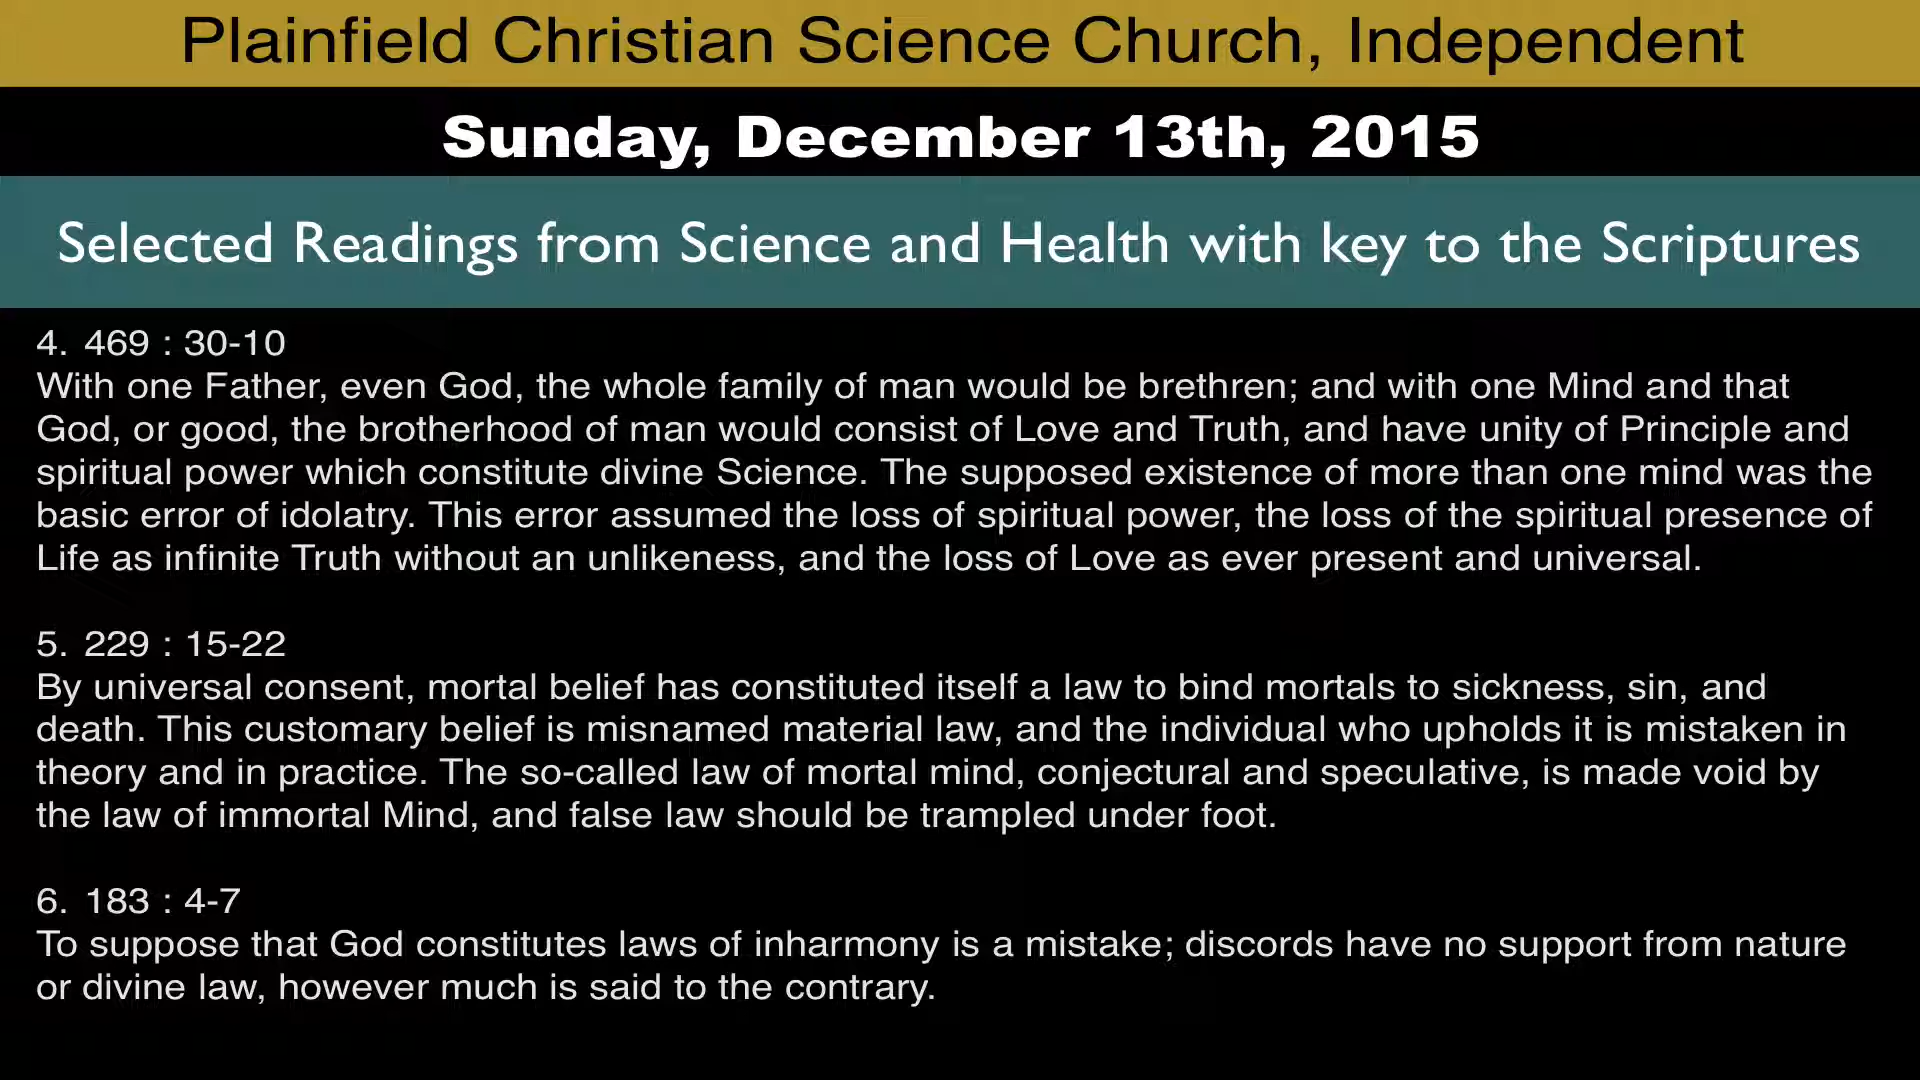 Plainfield Christian Science Church, Independent
Sunday, December 13th, 2015
Selected Readings from Science and Health with key to the Scriptures
4. 469 : 30-10
With one Father, even God, the whole family of man would be brethren; and with one Mind and that
God, or good, the brotherhood of man would consist of Love and Truth, and have unity of Principle and
spiritual power which constitute divine Science. The supposed existence of more than one mind was the
basic error of idolatry. This error assumed the loss of spiritual power, the loss of the spiritual presence of
Life as infinite Truth without an unlikeness, and the loss of Love as ever present and universal.
5. 229 : 15-22
By universal consent, mortal belief has constituted itself a law to bind mortals to sickness, sin, and
death. This customary belief is misnamed material law, and the individual who upholds it is mistaken in
theory and in practice. The so-called law of mortal mind, conjectural and speculative, is made void by
the law of immortal Mind, and false law should be trampled under foot.
6. 183 : 4-7
To suppose that God constitutes laws of inharmony is a mistake; discords have no support from nature
or divine law, however much is said to the contrary.